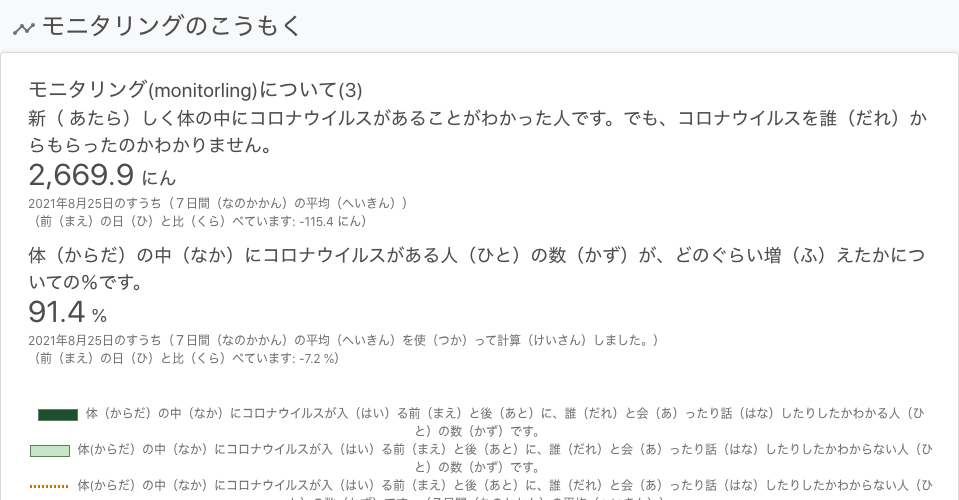 モニタリングのこうもく
モニタリング(monitorling)について(3)
新（ あたら）しく体の中にコロナウイルスがあることがわかった人です。でも、コロナウイルスを誰（だれ）か
らもらったのかわかりません。
2,669.9 にん
2021年8月25日のすうち（７日間（なのかかん）の平均（へいきん））
（前（まえ）の日（ひ）と比（くら）べています: -115.4 にん）
体（からだ）の中（なか）にコロナウイルスがある人（ひと）の数（かず）が、どのぐらい増（ふ）えたかにつ
いての％です。
91.4 %
2021年8月25日のすうち（７日間（なのかかん）の平均（へいきん）を使（つか）って計算（けいさん）しました。）
（前（まえ）の日（ひ）と比（くら）べています: -7.2 %）
体（からだ）の中（なか）にコロナウイルスが入（はい）る前（まえ）と後（あと）に、誰（だれ）と会（あ）ったり話（はな）したりしたかわかる人（ひ
と）の数（かず）です。
体(からだ）の中（なか）にコロナウイルスが入（はい）る前（まえ）と後（あと）に、誰（だれ）と会（あ）ったり話（はな）したりしたかわからない人（ひ
と）の数（かず）です。
体(からだ）の中（なか）にコロナウイルスが入（はい）る前（まえ）と後（あと）に、誰（だれ）と会（あ）ったり話（はな）したりしたかわからない人（ひ